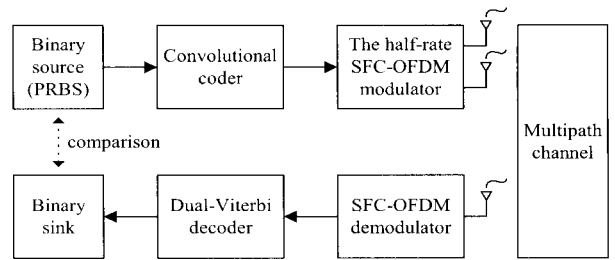 Binary
source
(PRBS)
Convolutional
coder
The half-rate
SFC-OFDM
modulator
Multipath
channel
comparison
Binary
sink
Dual-Viterbi
decoder
SFC-OFDM
demodulator